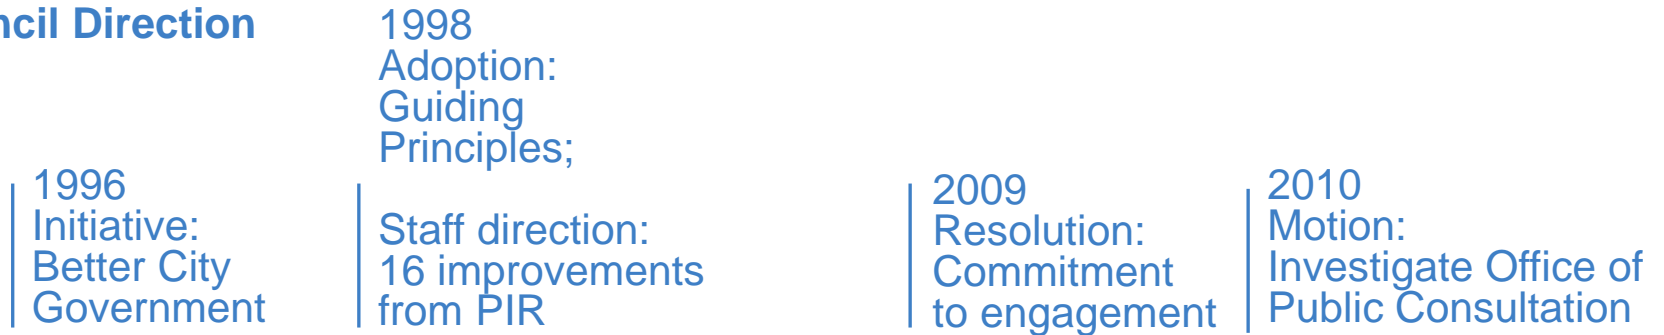 ncil Direction
1998
Adoption:
Guiding
Principles;
Staff direction:
16 improvements
from PIR
1996
Initiative:
Better City
Government
2009
Resolution:
Commitment
to engagement
2010
Motion:
Investigate Office of
Public Consultation